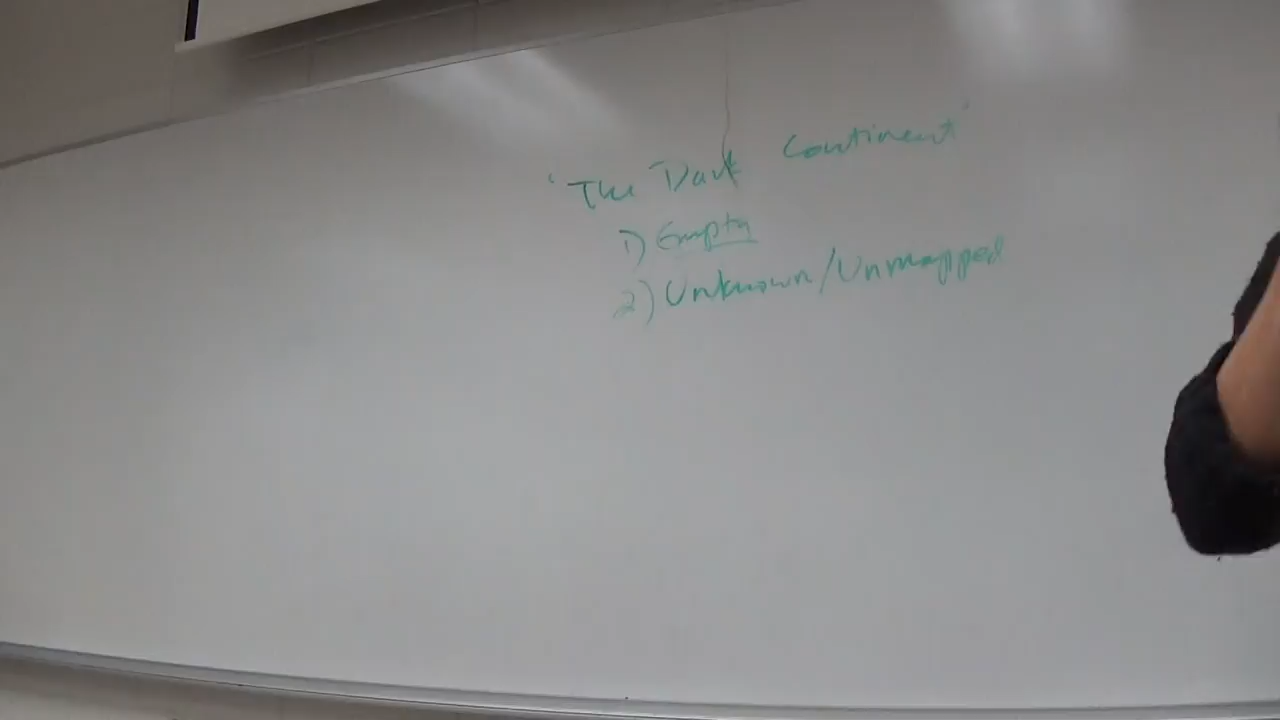 "The Dark Continent"
1) Empty
2) Unknown/Unmapped